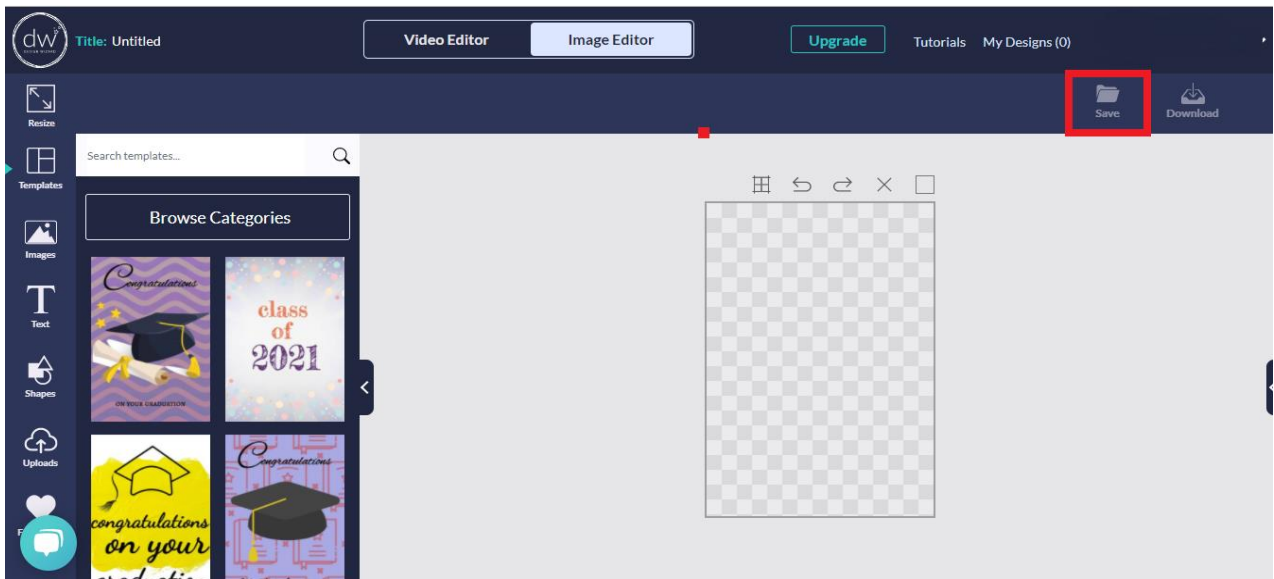 dw
Title: Untitled
Video Editor
Image Editor
Upgrade
Tutorials
My Designs (0)
Resize
Save
Download
Templates
Search templates...
Browse Categories
Images
Text
Shapes
Uploads
F
Congratulations
ON YOUR GRADUATION
class
of
2021
congratulations
on your
Congratulations